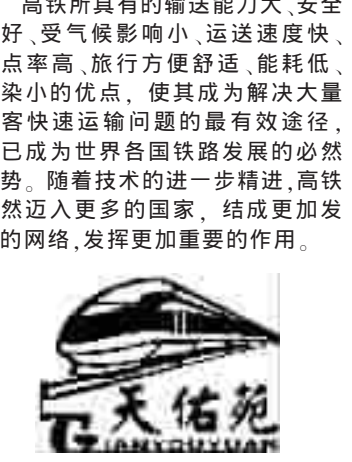 高铁所具有的输送能力大、安全
好、受气候影响小、运送速度快、
点率高、旅行方便舒适、能耗低、
染小的优点，使其成为解决大量
客快速运输问题的最有效途径，
已成为世界各国铁路发展的必然
势。随着技术的进一步精进，高铁
然迈入更多的国家，结成更加发
的网络，发挥更加重要的作用。
天佑苑
TIANYOUYUAN